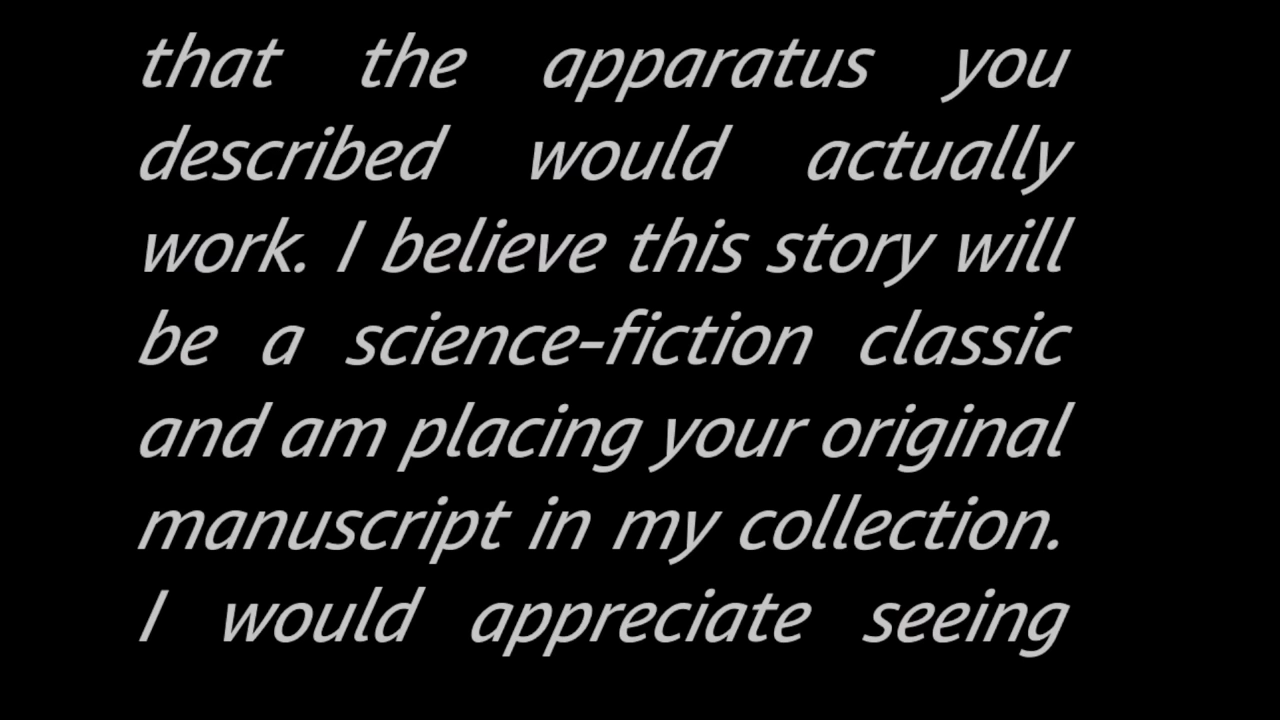 that the apparatus you
described would actually
work. I believe this story will
be a science-fiction classic
and am placing your original
manuscript in my collection.
I would appreciate seeing